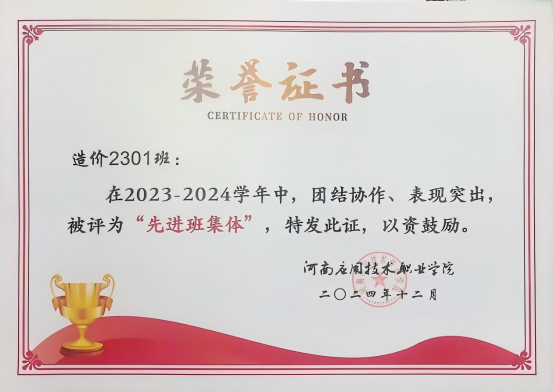 荣誉证书
CERTIFICATE OF HONOR
造价2301班：
在2023-2024学年中，团结协作、表现突出，
被评为“先进班集体”，特发此证，以资鼓励。
河南应用技术职业学院
二〇二四年十二月